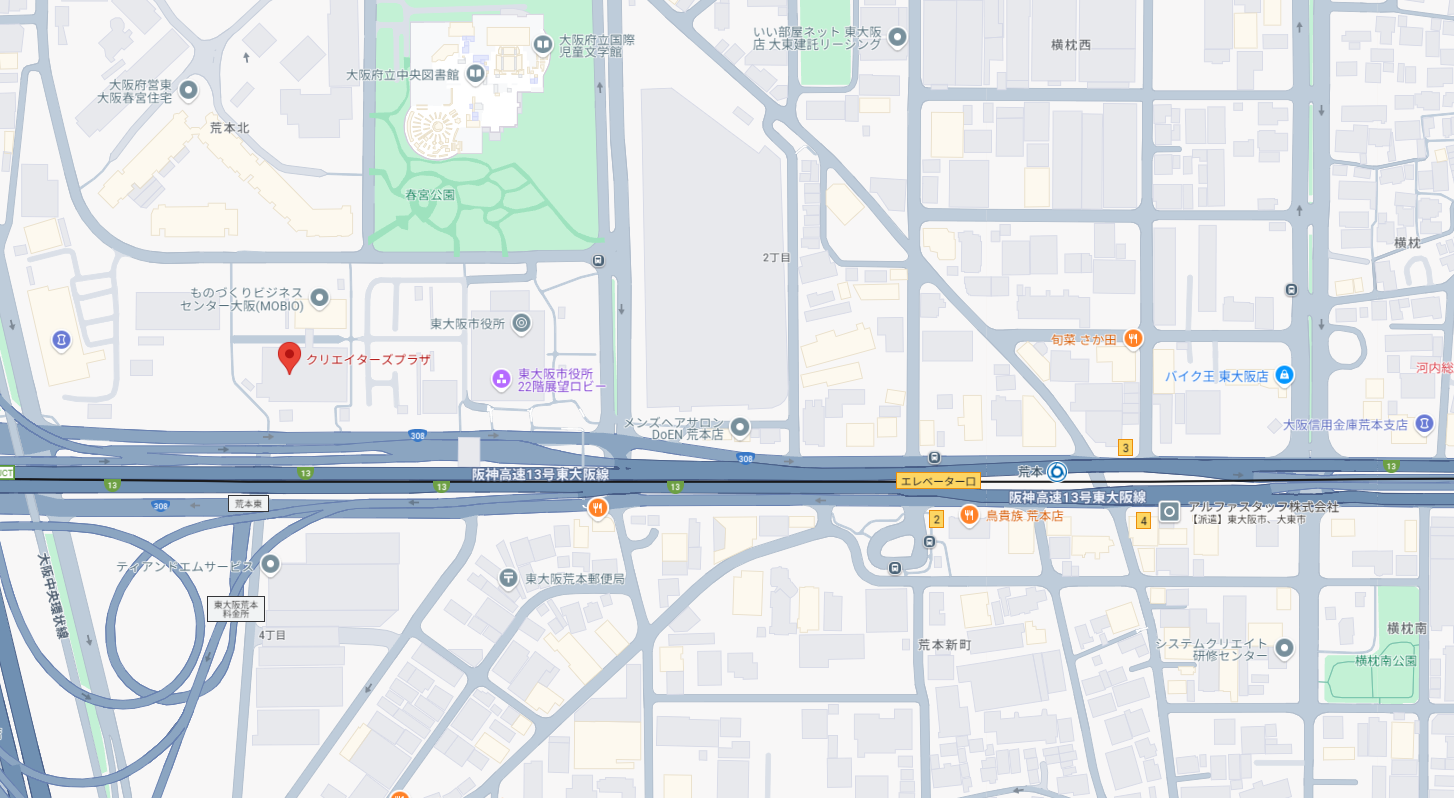 大阪府立国際
児童文学館
いい部屋ネット 東大阪
店 大東建託リーシング
横枕西
大阪府立中央図書館
大阪府営東
大阪春宮住宅
荒本北
春宮公園
横枕
2丁目
ものづくりビジネス
センター大阪(MOBIO)
東大阪市役所
旬菜 さか田
クリエイターズプラザ
東大阪市役所
22階展望ロビー
バイク王 東大阪店
河内総
メンズヘアサロン
DoEN 荒本店
大阪信用金庫荒本支店
308
3
308
阪神高速13号東大阪線
荒本
13
13
JCT
13
13
13
エレベーター口
阪神高速13号東大阪線
308
荒本東
2
鳥貴族 荒本店
4
アルファスタッフ株式会社
【派遣】東大阪市、大東市
大阪中央環状線
ティアンドエムサービス
東大阪荒本郵便局
東大阪荒本
料金所
4丁目
荒本新町
システムクリエイト
研修センター
横枕南
横枕南公園